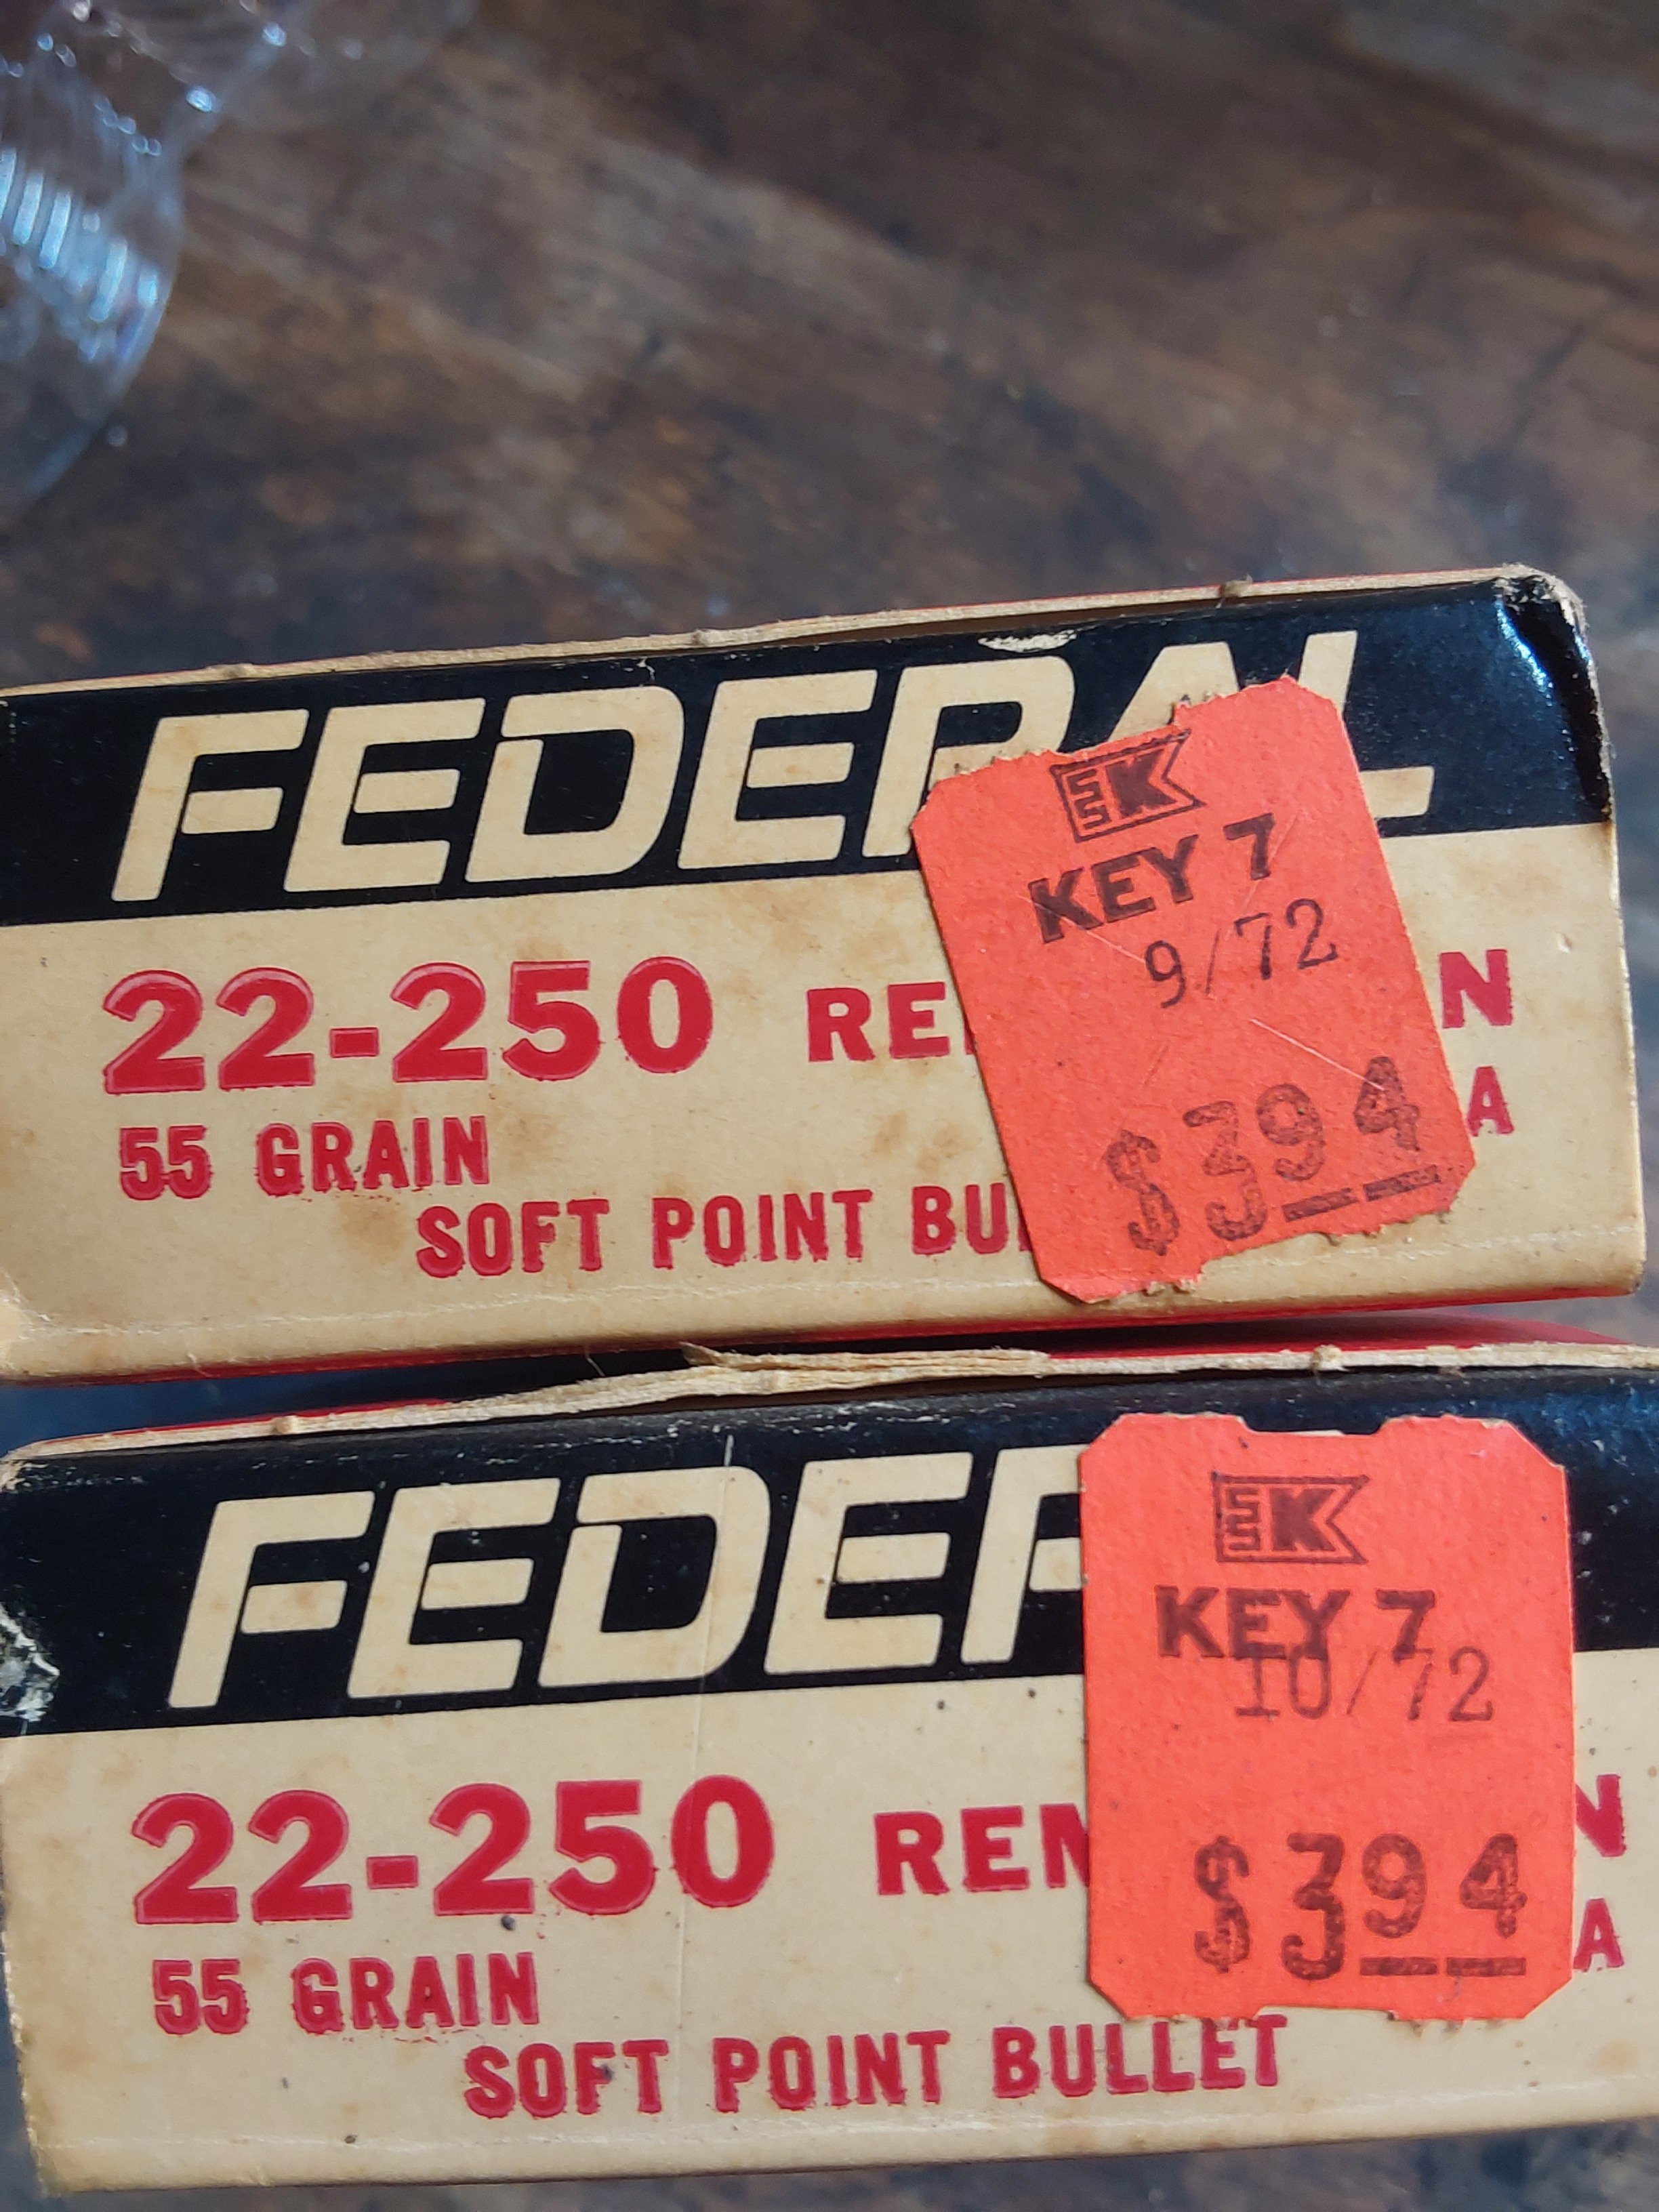 FEDERAL
22-250 RE N
55 GRAIN A
SOFT POINT BU
K
KEY 7
9/72
$394
FEDER
22-250 REM N
55 GRAIN A
SOFT POINT BULLET
K
KEY 7
10/72
$394